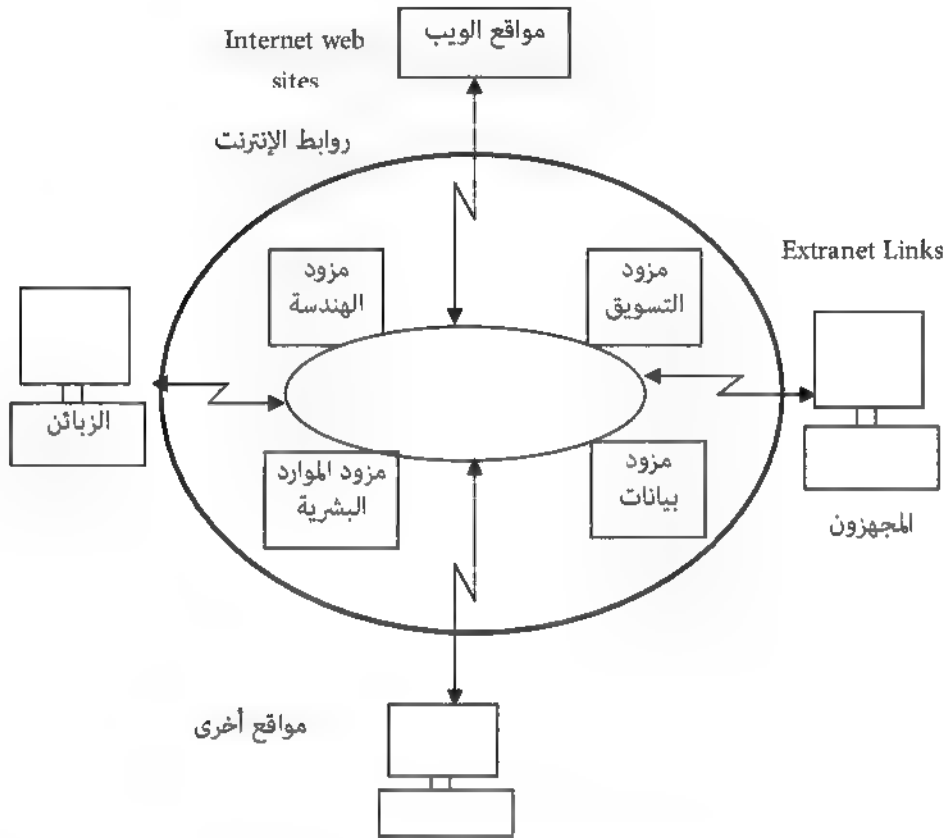 Internet web
sites
مواقع الويب
روابط الإنترنت
Extranet Links
مزود
الهندسة
مزود
التسويق
الزبائن
مزود الموارد
البشرية
مزود
بيانات
المجهزون
مواقع أخرى